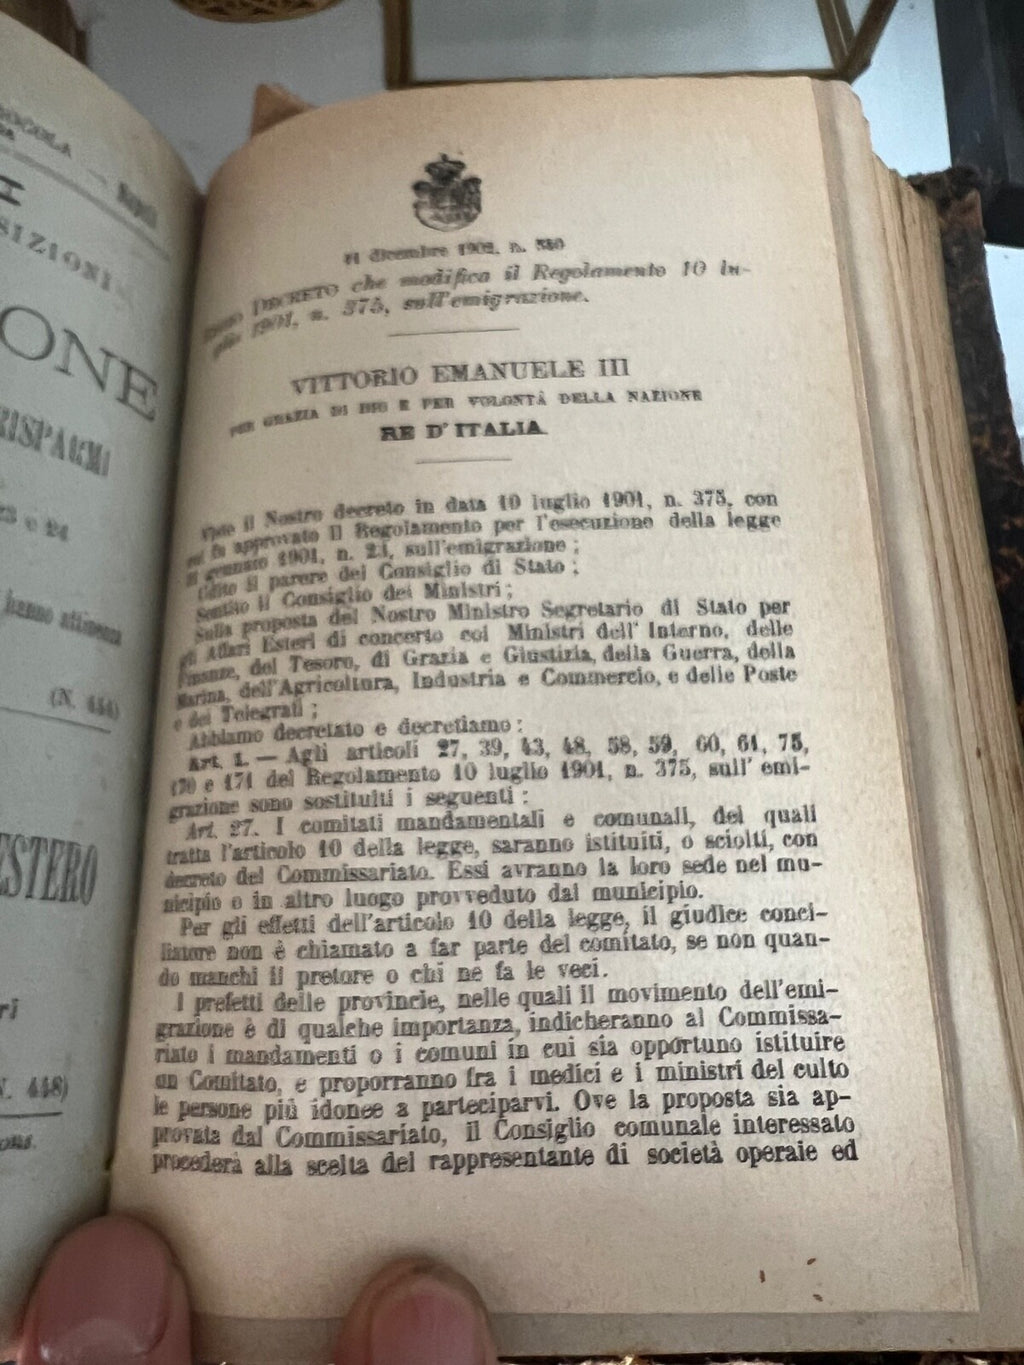 Napoli
SIZIONI
ONE
RISPARMI
23 e 24
hanno attinenza
(N. 454)
ESTERO
ri
N. 448)
dicembre 1902, n. 540
DECRETO che modifica il Regolamento 10 lu-
glio 1901, n. 375, sull'emigrazione.
VITTORIO EMANUELE III
PER GRAZIA DI DIO E PER VOLONTÀ DELLA NAZIONE
RE D'ITALIA
Visto il Nostro decreto in data 10 luglio 1901, n. 375, con
cui fu approvato il Regolamento per l'esecuzione della legge
31 gennaio 1901, n. 23, sull'emigrazione;
Udito il parere del Consiglio di Stato;
Sentito il Consiglio dei Ministri;
Sulla proposta del Nostro Ministro Segretario di Stato per
gli Affari Esteri di concerto coi Ministri dell'Interno, delle
Finanze, del Tesoro, di Grazia e Giustizia, della Guerra, della
Marina, dell'Agricoltura, Industria e Commercio, e delle Poste
e dei Telegrafi;
Abbiamo decretato e decretiamo:
Art. 1. — Agli articoli 27, 39, 43, 48, 58, 59, 60, 61, 75,
170 e 171 del Regolamento 10 luglio 1901, n. 375, sull' emi-
grazione sono sostituiti i seguenti:
Art. 27. I comitati mandamentali e comunali, dei quali
tratta l'articolo 10 della legge, saranno istituiti, o sciolti, con
decreto del Commissariato. Essi avranno la loro sede nel mu-
nicipio o in altro luogo provveduto dal municipio.
Per gli effetti dell'articolo 10 della legge, il giudice conci-
liatore non è chiamato a far parte del comitato, se non quan-
do manchi il pretore o chi ne fa le veci.
I prefetti delle provincie, nelle quali il movimento dell'emi-
grazione è di qualche importanza, indicheranno al Commissa-
riato i mandamenti o i comuni in cui sia opportuno istituire
un Comitato, e proporranno fra i medici e i ministri del culto
le persone più idonee a parteciparvi. Ove la proposta sia ap-
provata dal Commissariato, il Consiglio comunale interessato
procederà alla scelta del rappresentante di società operaie ed